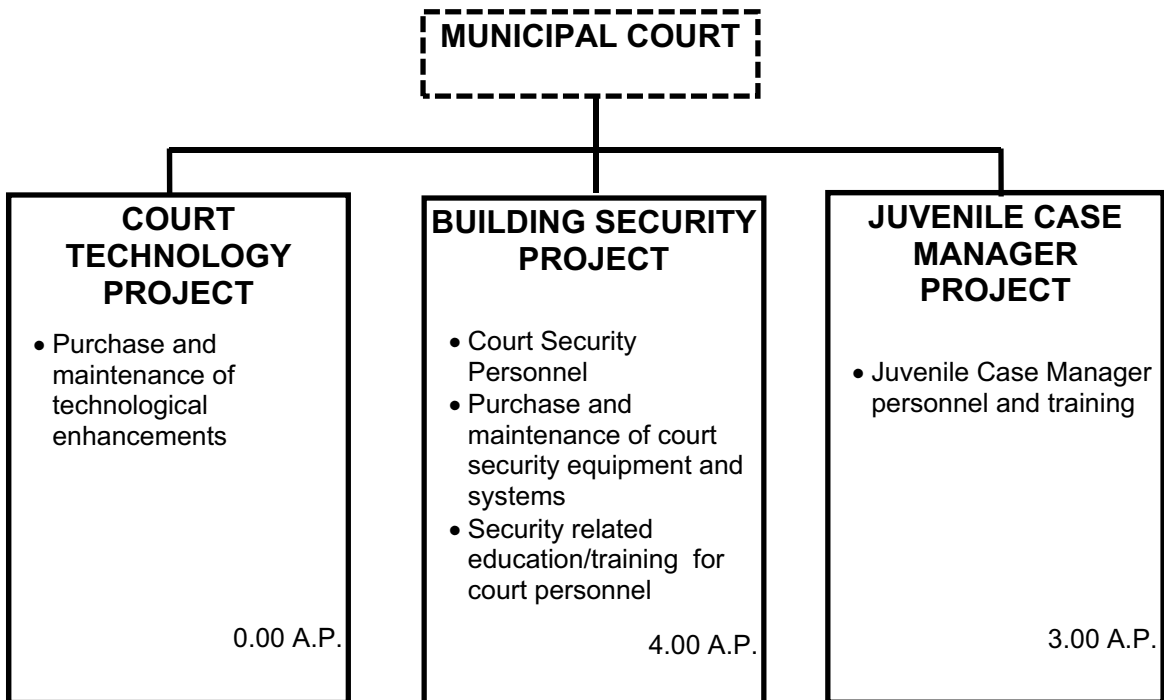 MUNICIPAL COURT
COURT
TECHNOLOGY
PROJECT
• Purchase and
maintenance of
technological
enhancements
0.00 A.P.
BUILDING SECURITY
PROJECT
• Court Security
Personnel
• Purchase and
maintenance of court
security equipment and
systems
• Security related
education/training for
court personnel
4.00 A.P.
JUVENILE CASE
MANAGER
PROJECT
• Juvenile Case Manager
personnel and training
3.00 A.P.